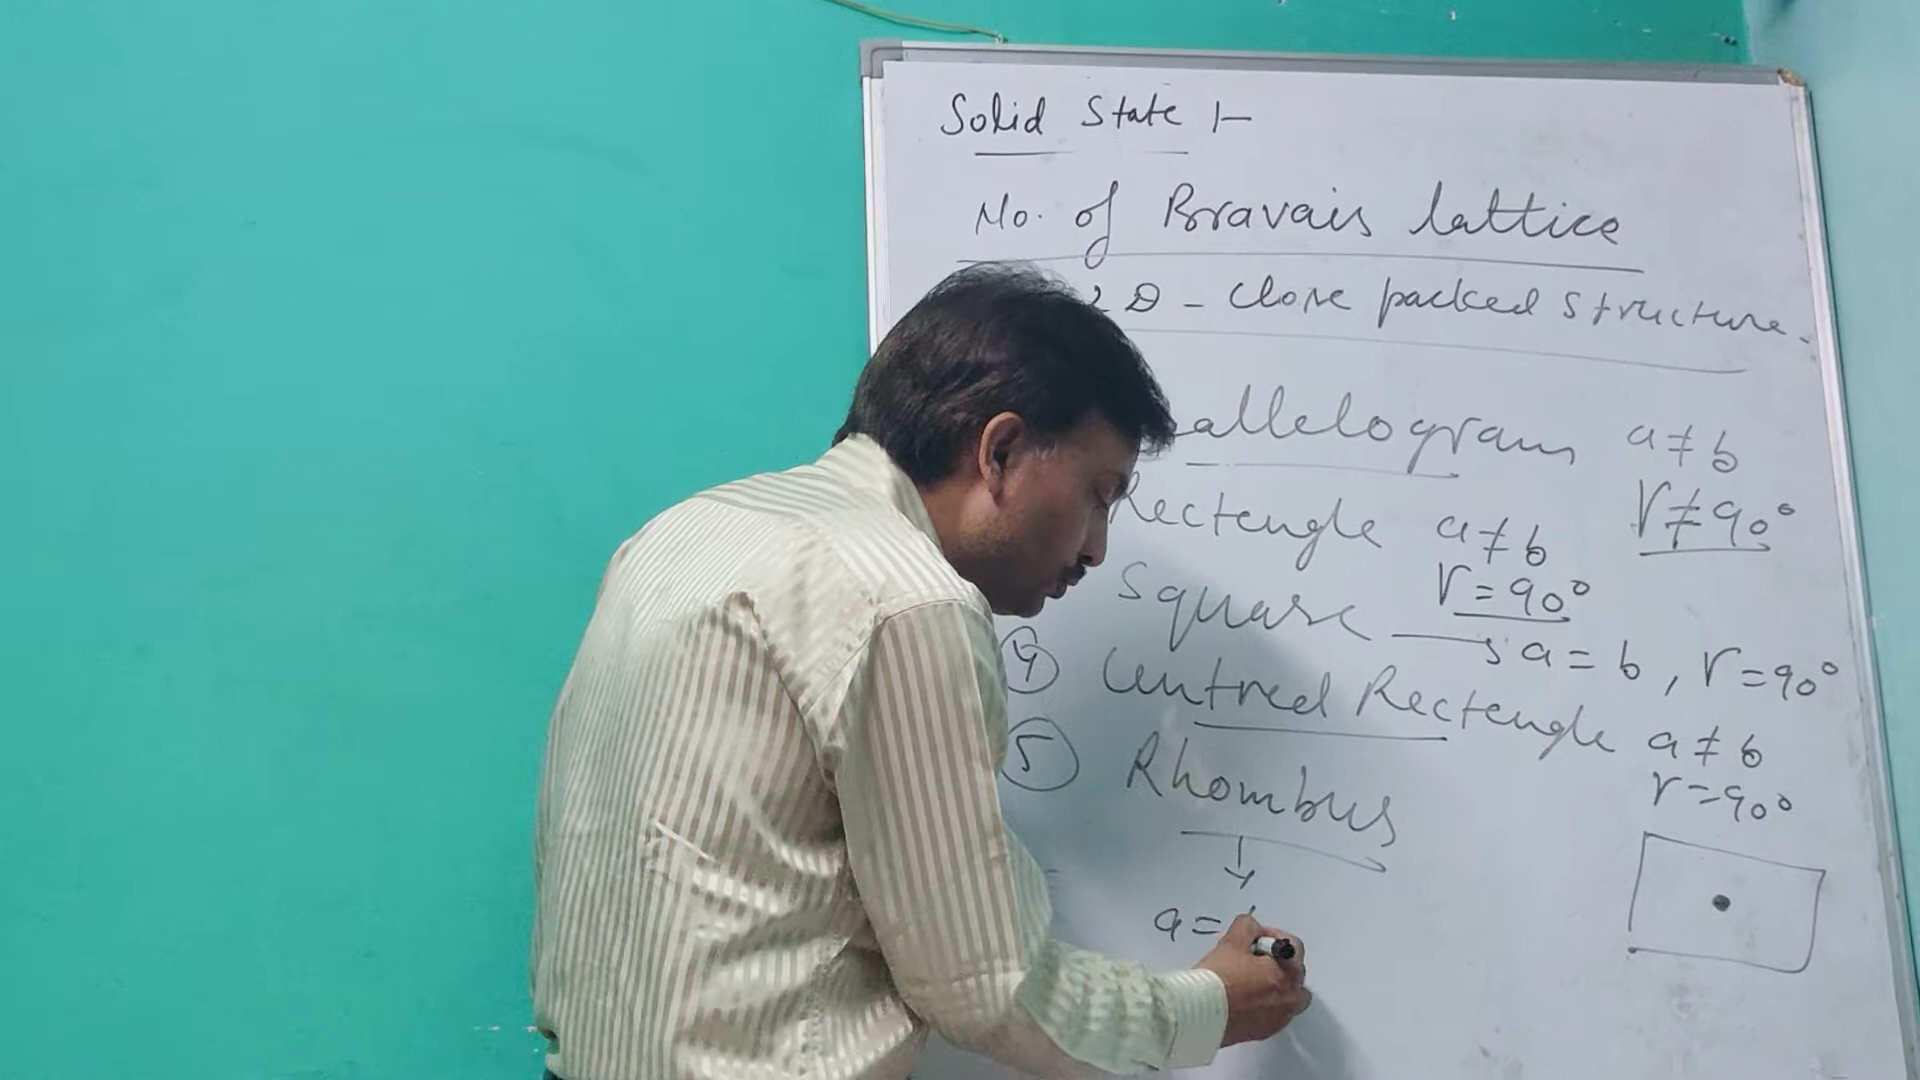 Solid State :-
No. of Bravais lattice
2D - Close packed structure.
allelogram a ≠ b
γ ≠ 90°
Rectangle a ≠ b
γ = 90°
Square → a = b, γ = 90°
④ Centred Rectangle a ≠ b
γ = 90°
⑤ Rhombus
↓
a =